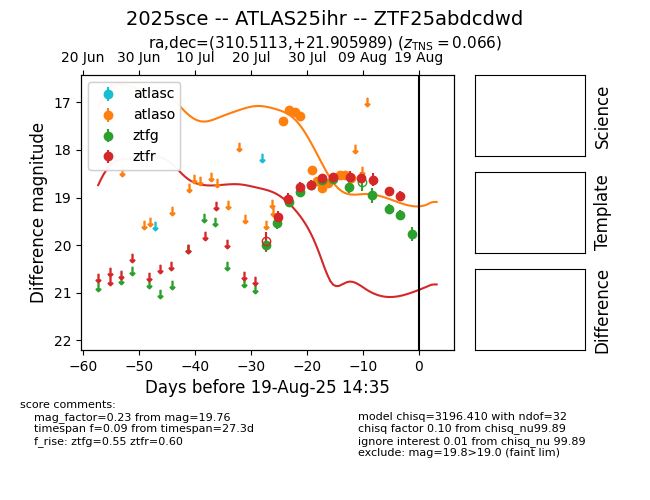 2025sce -- ATLAS25ihr -- ZTF25abdcdwd
ra,dec=(310.5113,+21.905989) (zTNS = 0.066)
20 Jun 30 Jun 10 Jul 20 Jul 30 Jul 09 Aug 19 Aug
atlasc
atlaso
ztfg
ztfr
17
18
19
20
21
22
Difference magnitude
−60 −50 −40 −30 −20 −10 0
Days before 19-Aug-25 14:35
Science
Template
Difference
score comments:
mag_factor=0.23 from mag=19.76
timespan f=0.09 from timespan=27.3d
f_rise: ztfg=0.55 ztfr=0.60
model chisq=3196.410 with ndof=32
chisq factor 0.10 from chisq_nu99.89
ignore interest 0.01 from chisq_nu 99.89
exclude: mag=19.8>19.0 (faint lim)